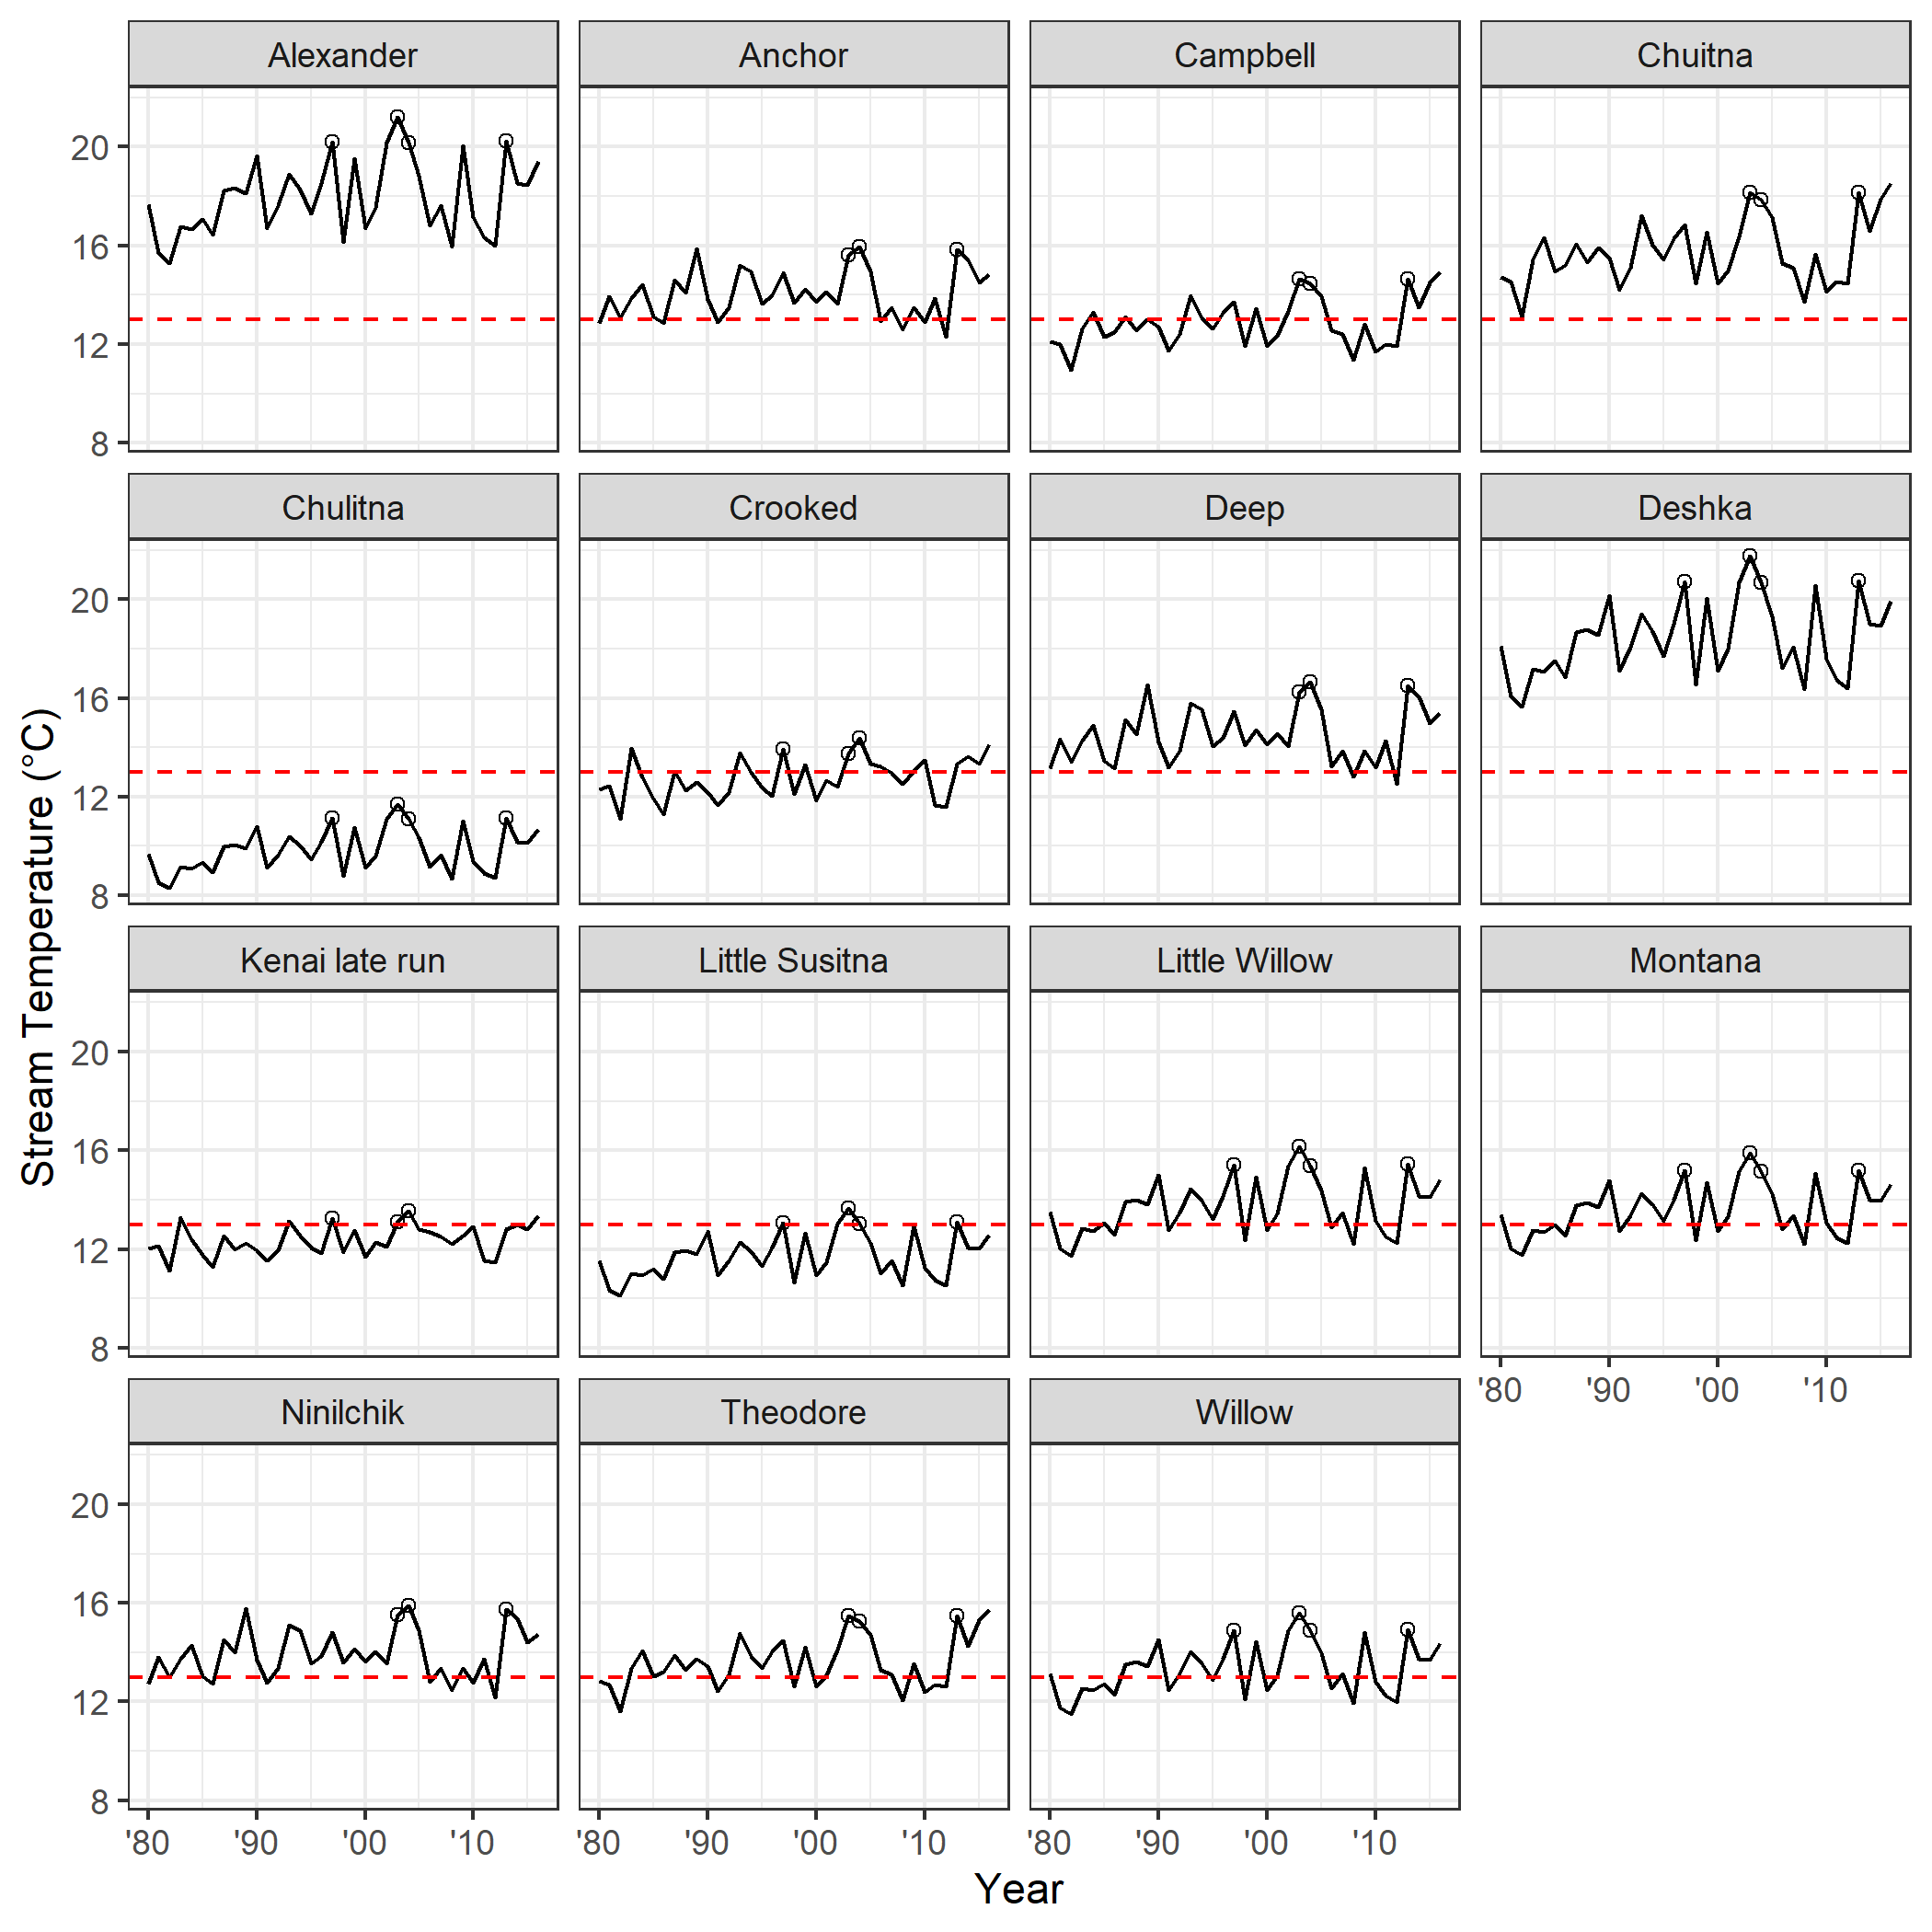 Alexander Anchor Campbell Chuitna
20
16
12
8
Chulitna Crooked Deep Deshka
20
16
12
8
Kenai late run Little Susitna Little Willow Montana
20
16
12
8
'80 '90 '00 '10
Ninilchik Theodore Willow
20
16
12
8
'80 '90 '00 '10 '80 '90 '00 '10 '80 '90 '00 '10
Year
Stream Temperature (°C)